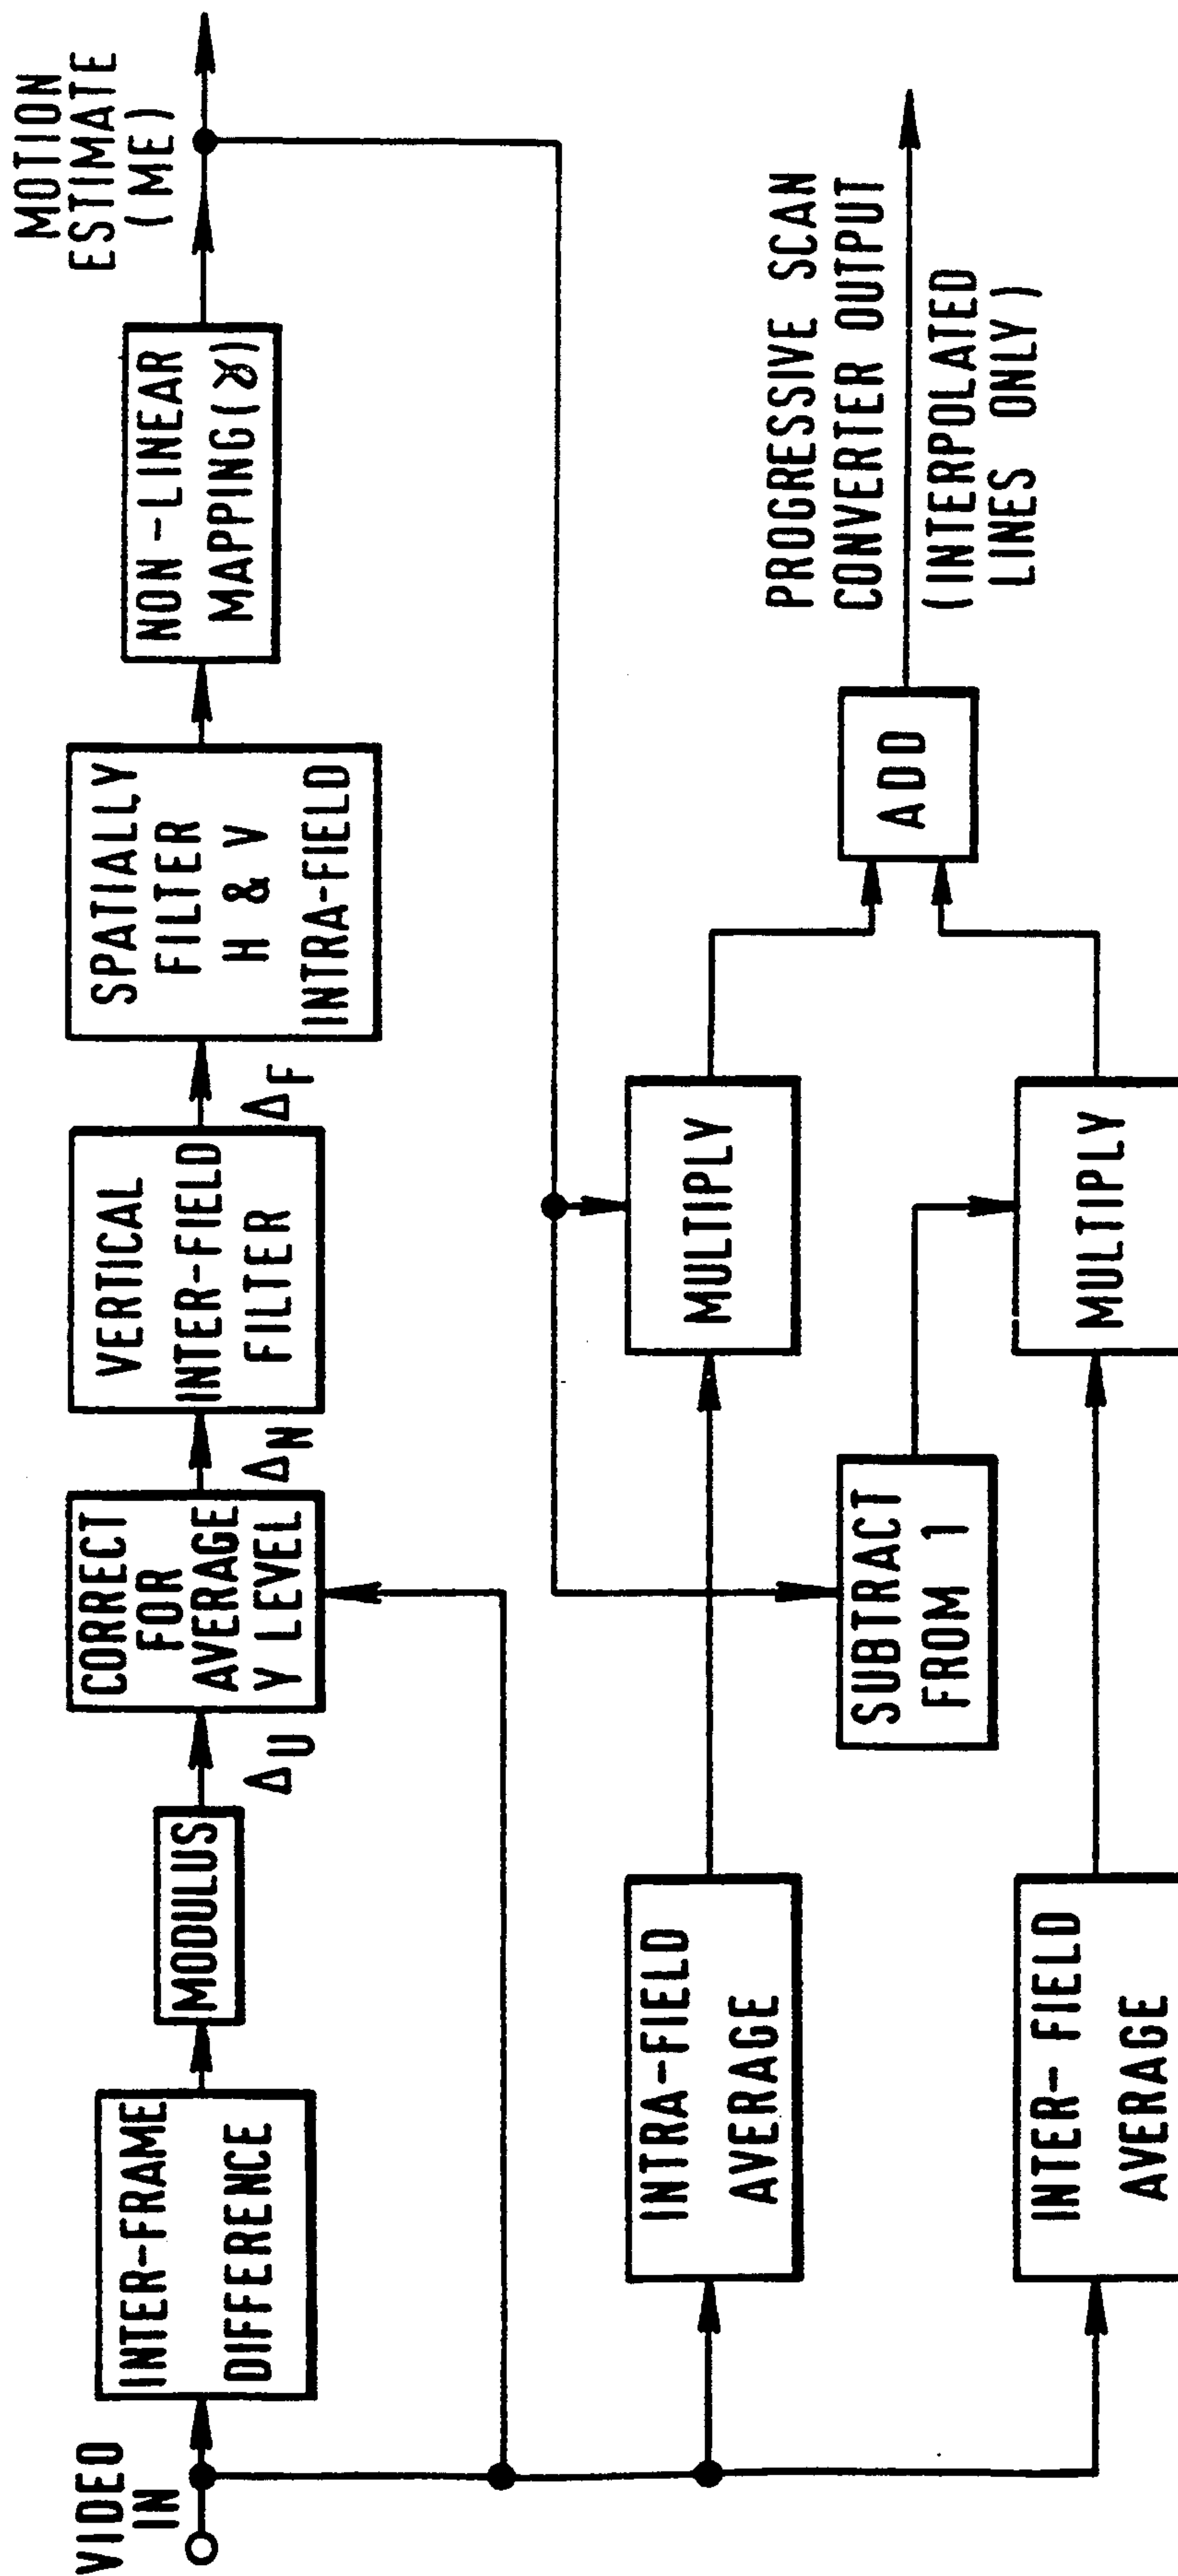 VIDEO
IN
INTER-FRAME
DIFFERENCE
MODULUS
ΔU
CORRECT
FOR
AVERAGE
Y LEVEL
ΔN
VERTICAL
INTER-FIELD
FILTER
ΔF
SPATIALLY
FILTER
H & V
INTRA-FIELD
NON-LINEAR
MAPPING(γ)
MOTION
ESTIMATE
(ME)
INTRA-FIELD
AVERAGE
MULTIPLY
SUBTRACT
FROM 1
INTER-FIELD
AVERAGE
MULTIPLY
ADD
PROGRESSIVE SCAN
CONVERTER OUTPUT
(INTERPOLATED
LINES ONLY)